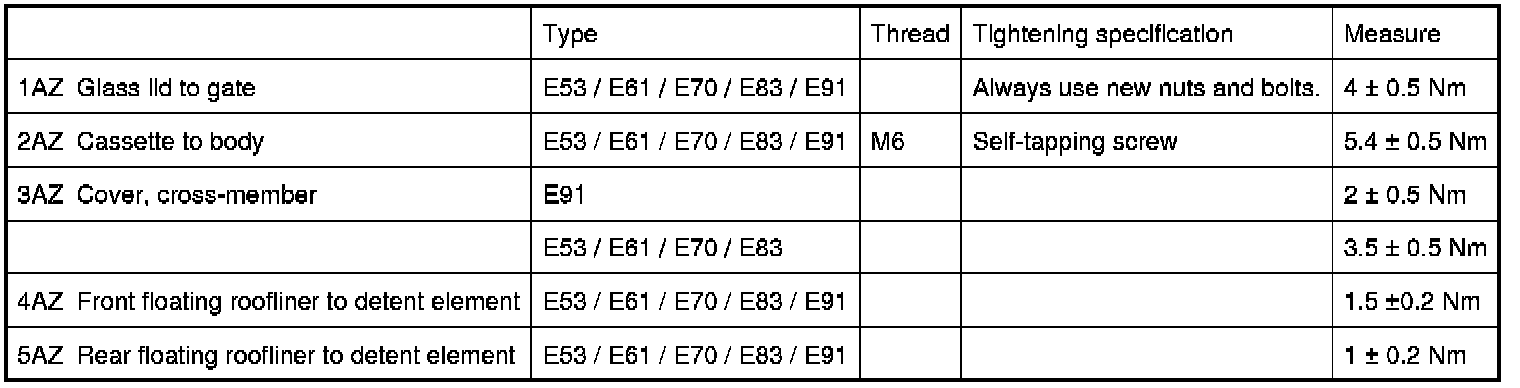 Type Thread Tightening specification Measure
1AZ Glass lid to gate E53 / E61 / E70 / E83 / E91 Always use new nuts and bolts. 4 ± 0.5 Nm
2AZ Cassette to body E53 / E61 / E70 / E83 / E91 M6 Self-tapping screw 5.4 ± 0.5 Nm
3AZ Cover, cross-member E91 2 ± 0.5 Nm
E53 / E61 / E70 / E83 3.5 ± 0.5 Nm
4AZ Front floating roofliner to detent element E53 / E61 / E70 / E83 / E91 1.5 ±0.2 Nm
5AZ Rear floating roofliner to detent element E53 / E61 / E70 / E83 / E91 1 ± 0.2 Nm